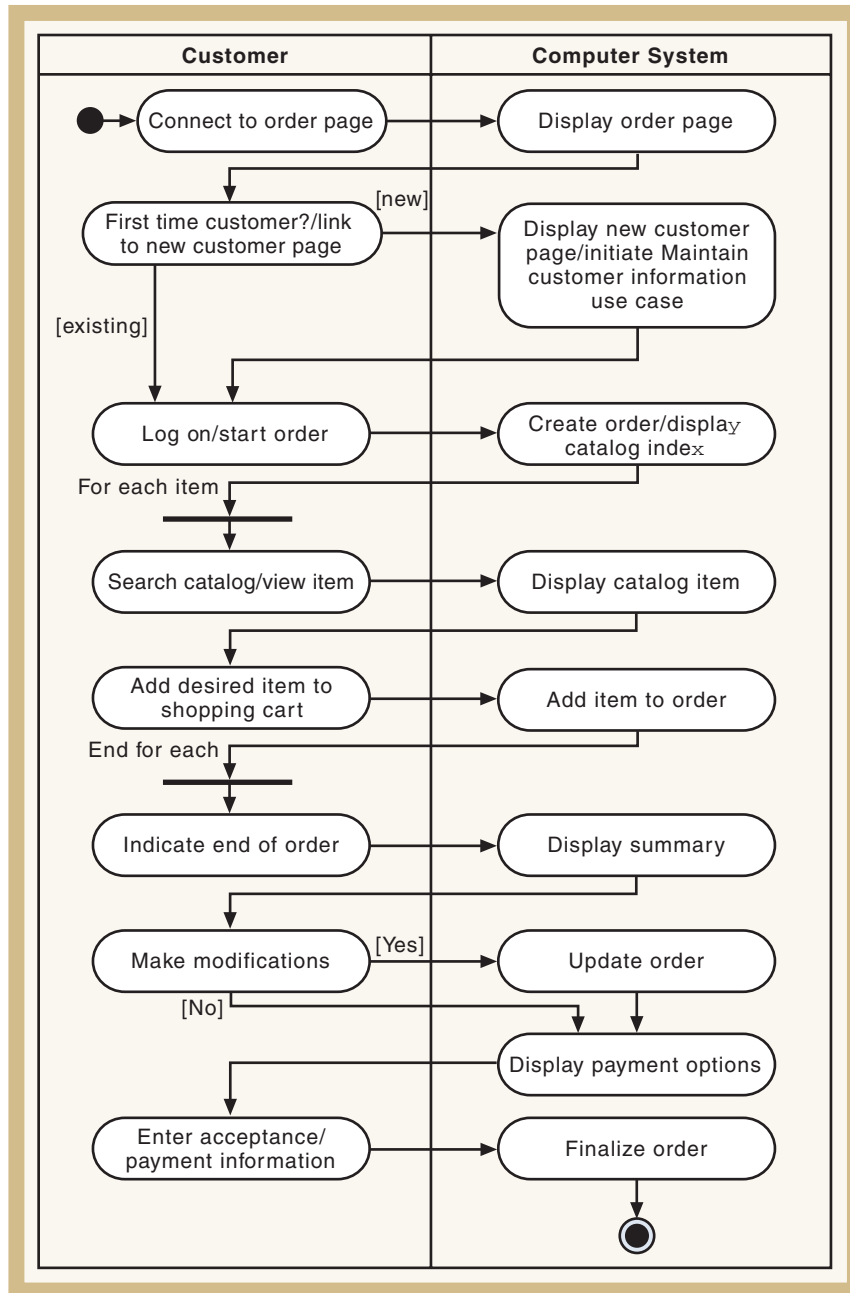 Customer
Computer System
Connect to order page
Display order page
[new]
First time customer?/link
to new customer page
Display new customer
page/initiate Maintain
customer information
use case
[existing]
Log on/start order
Create order/display
catalog index
For each item
Search catalog/view item
Display catalog item
Add desired item to
shopping cart
Add item to order
End for each
Indicate end of order
Display summary
Make modifications
[Yes]
Update order
[No]
Display payment options
Enter acceptance/
payment information
Finalize order